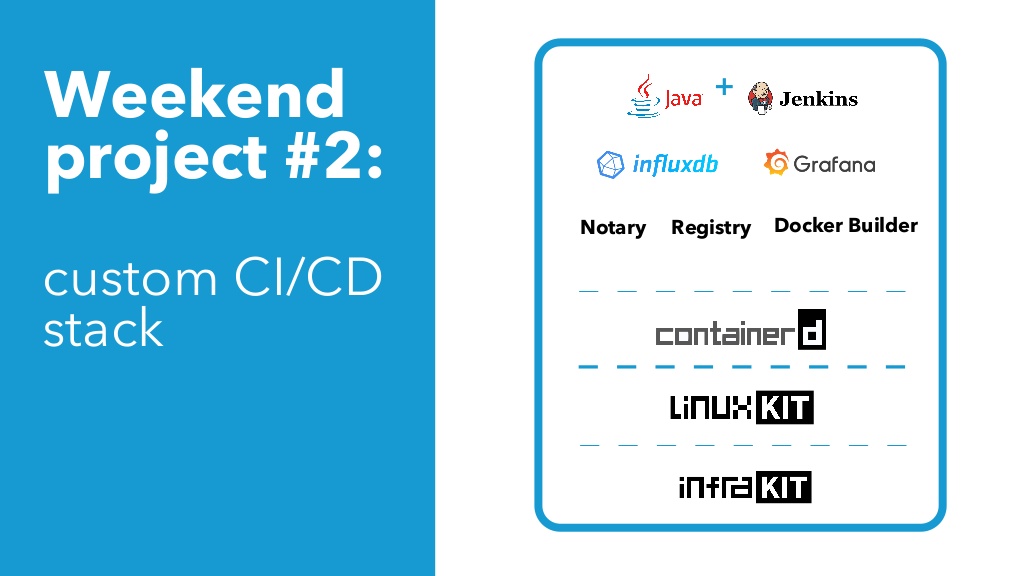 Weekend
project #2:
custom CI/CD
stack
Java + Jenkins
influxdb Grafana
Notary Registry Docker Builder
containerd
LinuxKIT
infraKIT